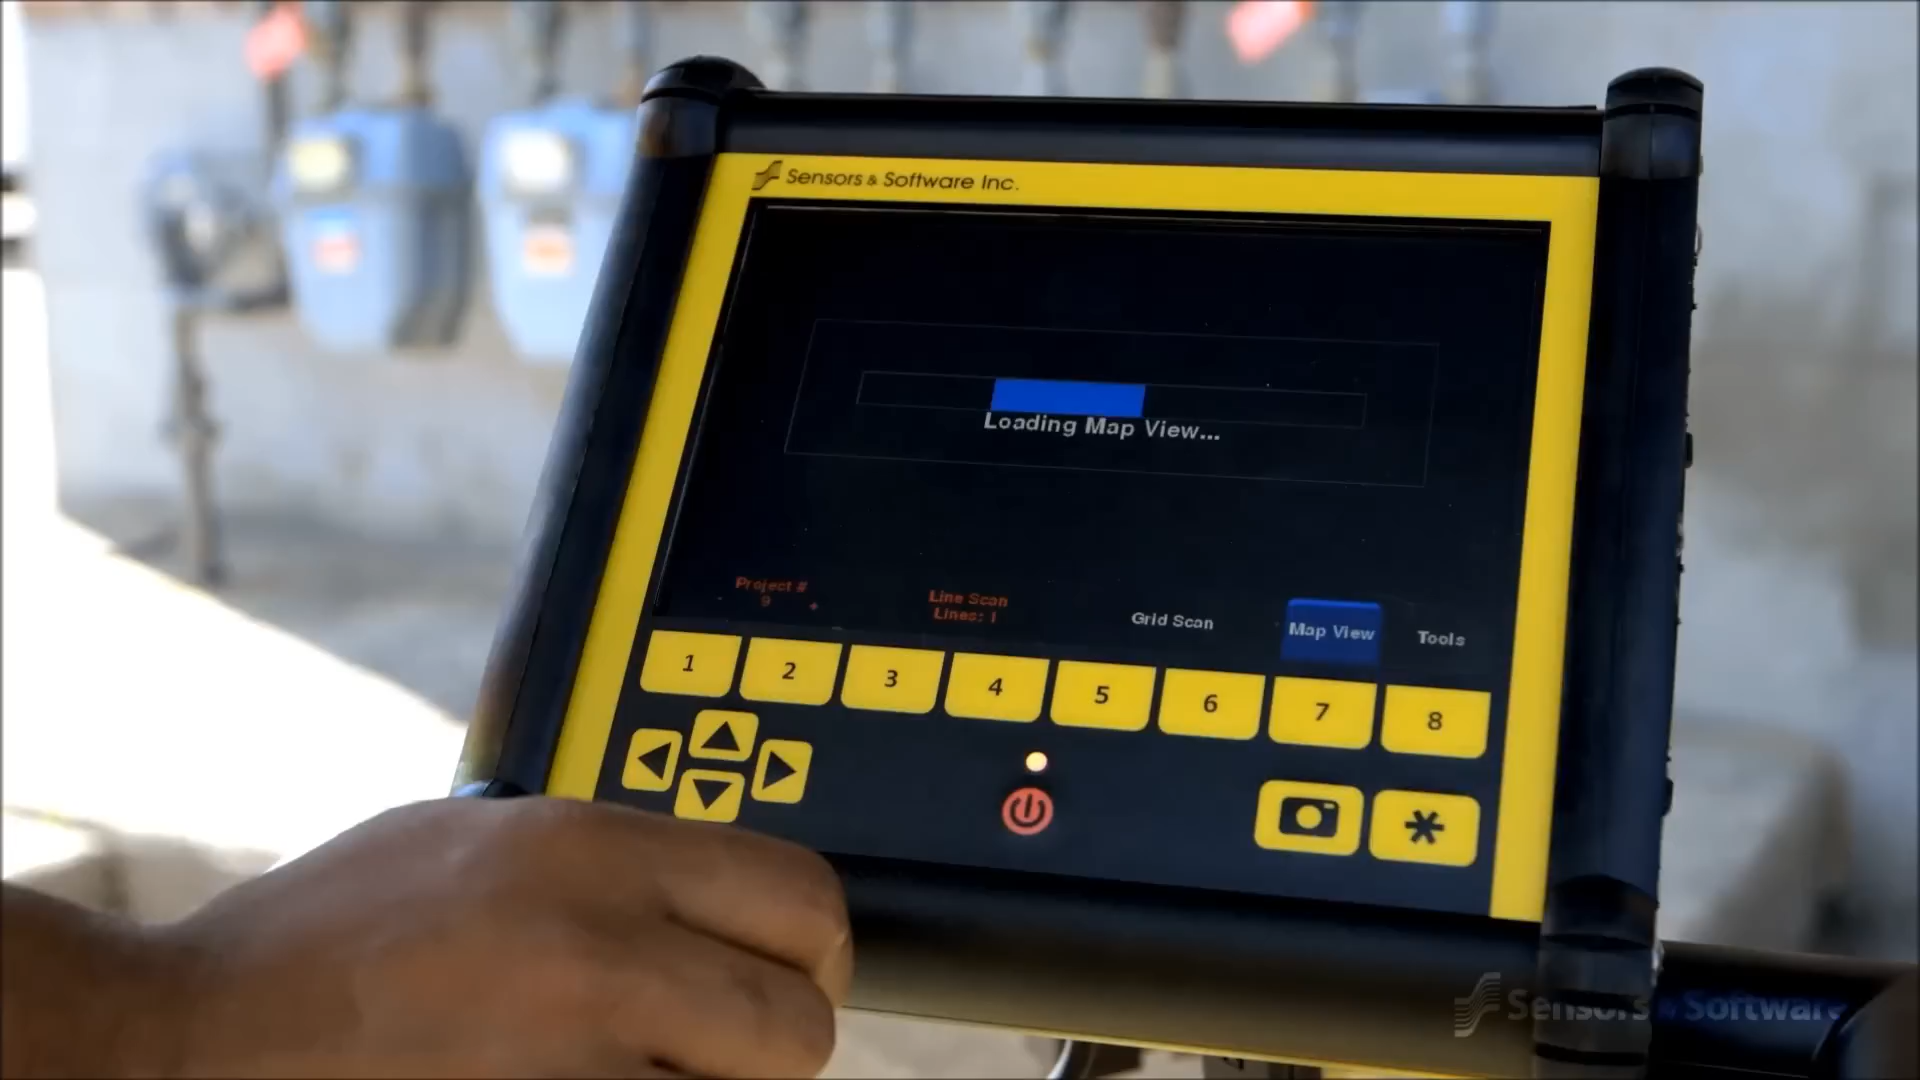 Sensors & Software Inc.
Loading Map View...
Project #
9
Line Scan
Lines: 1
Grid Scan
Map View
Tools
1
2
3
4
5
6
7
8
Sensors & Software